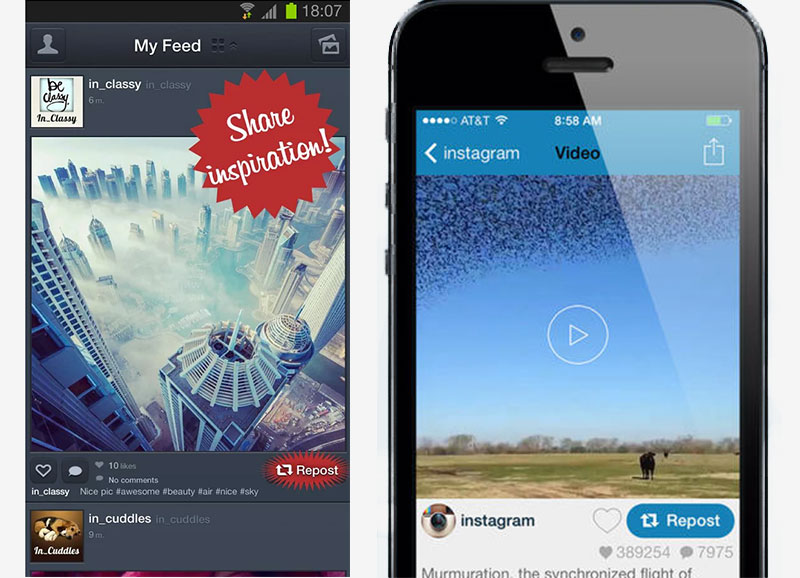 18:07
My Feed
be
classy.
In_Classy
in_classy in_classy
6 m.
Share
inspiration!
10 likes
No comments
Repost
in_classy Nice pic #awesome #beauty #air #nice #sky
in_cuddles in_cuddles
9 m.
In_Cuddles
AT&T 8:58 AM
instagram Video
instagram
Repost
389254 7975
Murmuration, the synchronized flight of